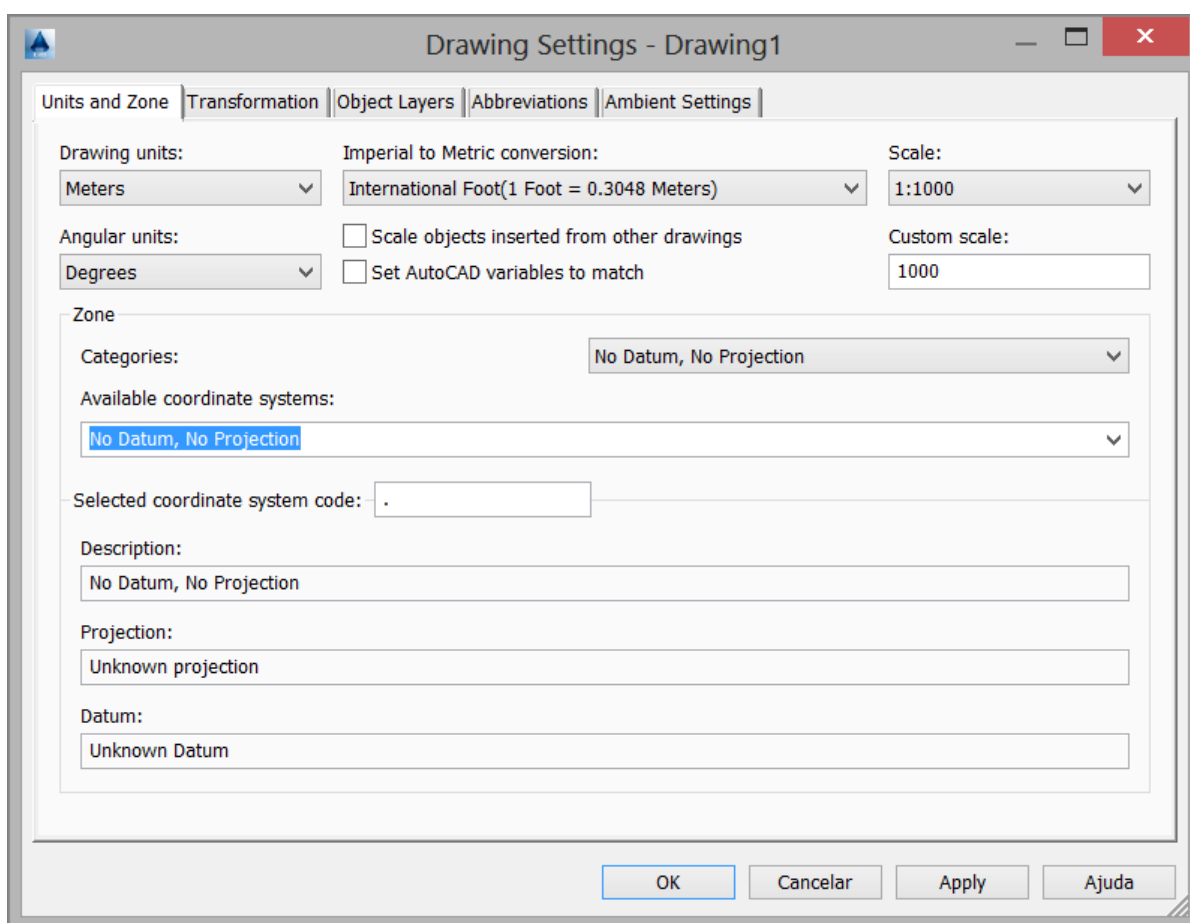 Drawing Settings - Drawing1
Units and Zone Transformation Object Layers Abbreviations Ambient Settings
Drawing units: Imperial to Metric conversion: Scale:
Meters International Foot(1 Foot = 0.3048 Meters) 1:1000
Angular units: Scale objects inserted from other drawings Custom scale:
Degrees Set AutoCAD variables to match 1000
Zone
Categories: No Datum, No Projection
Available coordinate systems:
No Datum, No Projection
Selected coordinate system code: .
Description:
No Datum, No Projection
Projection:
Unknown projection
Datum:
Unknown Datum
OK Cancelar Apply Ajuda